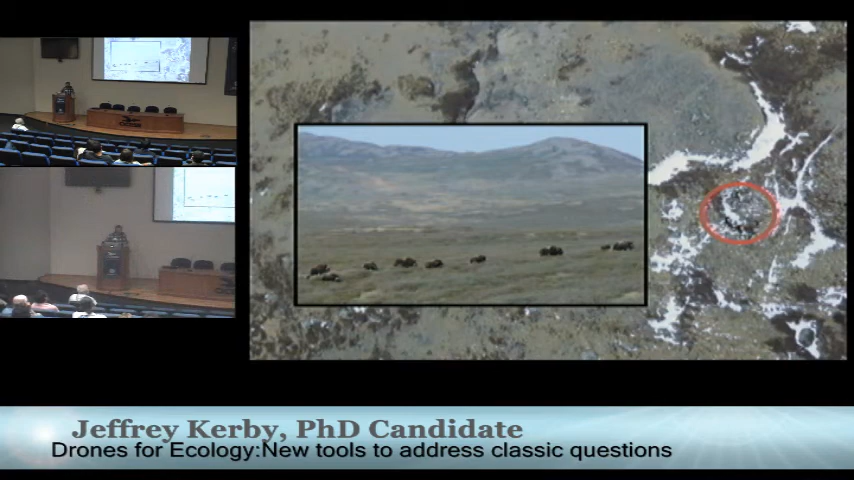 Jeffrey Kerby, PhD Candidate
Drones for Ecology:New tools to address classic questions